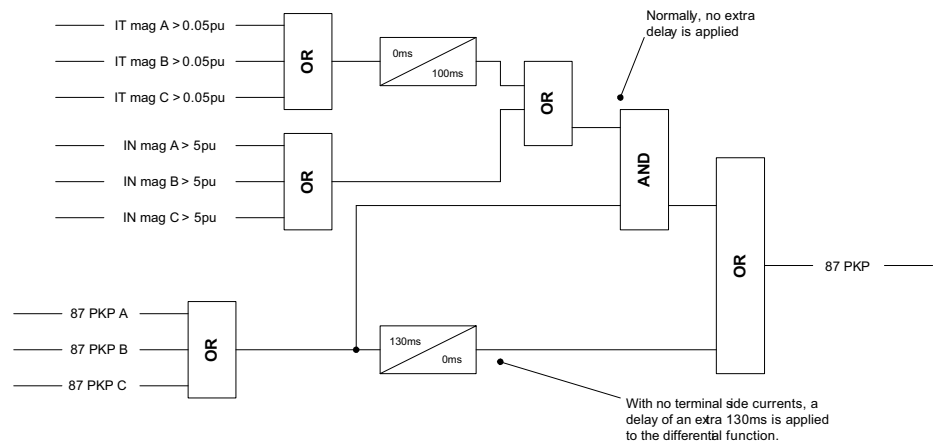 IT mag A > 0.05pu
IT mag B > 0.05pu
IT mag C > 0.05pu
OR
0ms
100ms
Normally, no extra
delay is applied
OR
IN mag A > 5pu
IN mag B > 5pu
IN mag C > 5pu
OR
AND
OR
87 PKP
87 PKP A
87 PKP B
87 PKP C
OR
130ms
0ms
With no terminal side currents, a
delay of an extra 130ms is applied
to the differential function.